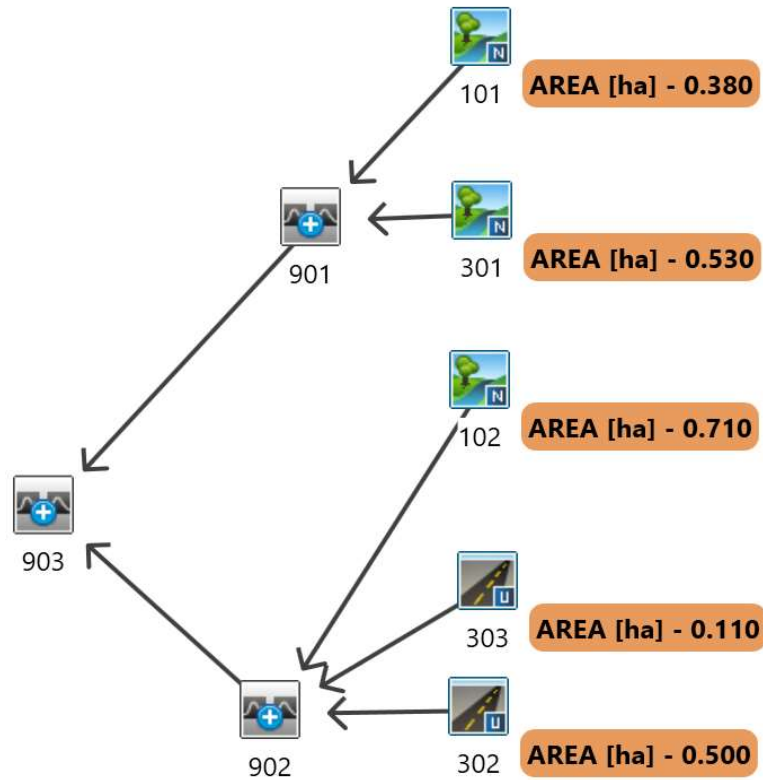 N
101
AREA [ha] - 0.380
901
N
301
AREA [ha] - 0.530
N
102
AREA [ha] - 0.710
903
U
303
AREA [ha] - 0.110
902
U
302
AREA [ha] - 0.500